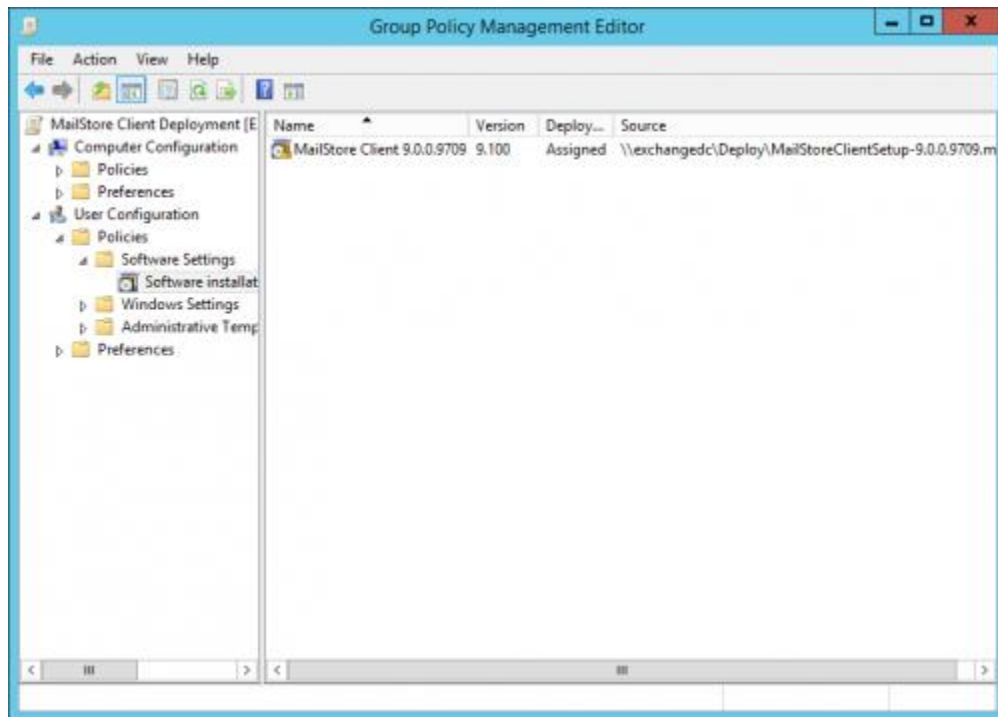 Group Policy Management Editor
File Action View Help
MailStore Client Deployment [E
Computer Configuration
Policies
Preferences
User Configuration
Policies
Software Settings
Software installat
Windows Settings
Administrative Temp
Preferences
Name Version Deploy... Source
MailStore Client 9.0.0.9709 9.100 Assigned \\exchangedc\Deploy\MailStoreClientSetup-9.0.0.9709.m